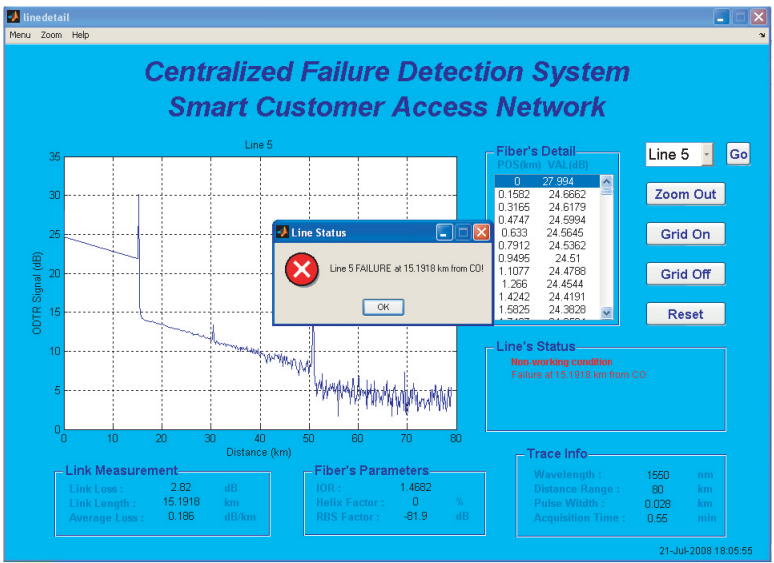 linedetail
Menu Zoom Help
Centralized Failure Detection System
Smart Customer Access Network
Line 5
35
30
25
20
15
10
5
0
0 10 20 30 40 50 60 70 80
ODTR Signal (dB)
Distance (km)
Line Status
Line 5 FAILURE at 15.1918 km from CO!
OK
Fiber's Detail
POS(km) VAL(dB)
0 27.994
0.1582 24.6662
0.3165 24.6179
0.4747 24.5994
0.633 24.5645
0.7912 24.5362
0.9495 24.51
1.1077 24.4788
1.266 24.4544
1.4242 24.4191
1.5825 24.3828
Line 5 Go
Zoom Out
Grid On
Grid Off
Reset
Line's Status
Non-working condition
Failure at 15.1918 km from CO
Link Measurement
Link Loss : 2.82 dB
Link Length : 15.1918 km
Average Loss : 0.186 dB/km
Fiber's Parameters
IOR : 1.4682
Helix Factor : 0 %
RBS Factor : -81.9 dB
Trace Info
Wavelength : 1550 nm
Distance Range : 80 km
Pulse Witdth : 0.028 km
Acquisition Time : 0.55 min
21-Jul-2008 18:05:55